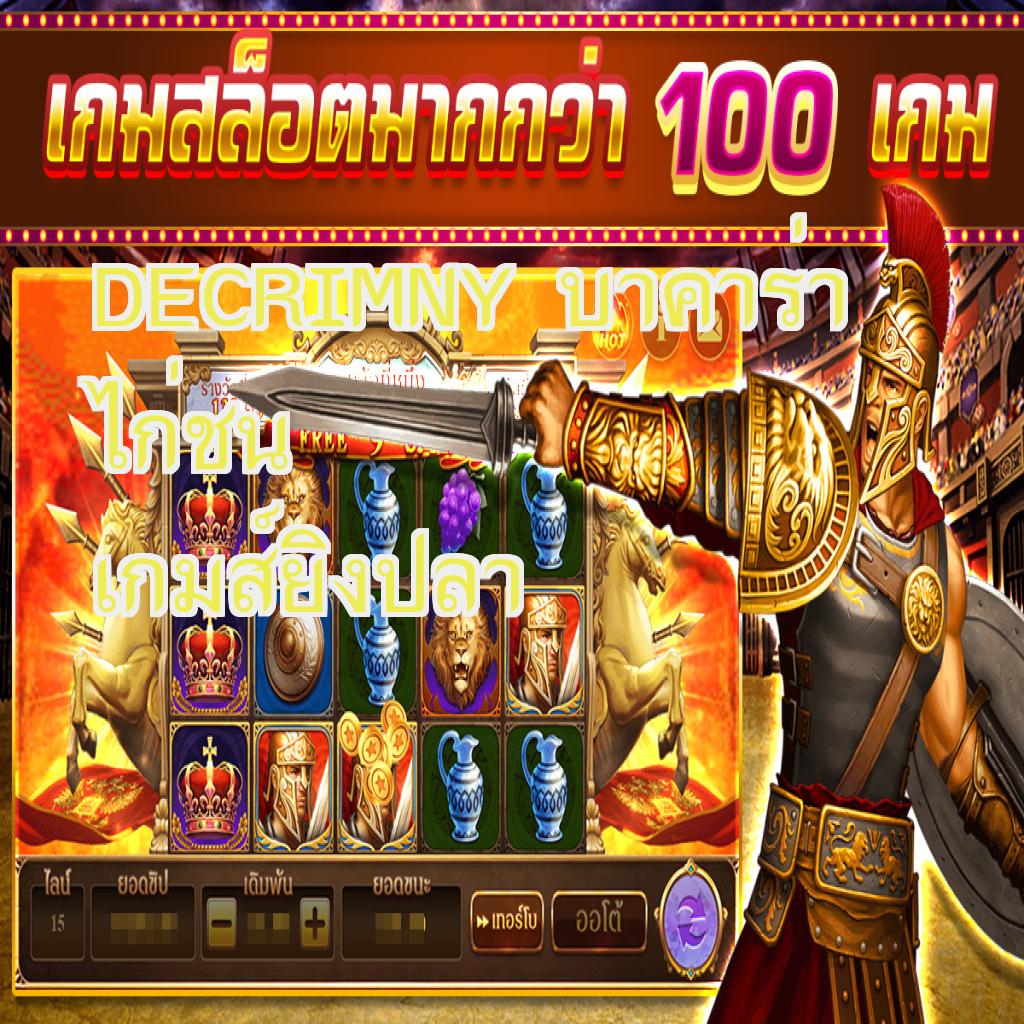 เกมสล็อตมากกว่า 100 เกม
DECRIMNY บาคาร่า
HOT
ไก่ชน
FREE
เกมส์ยิงปลา
ไลน์ ยอดชิป เดิมพัน ยอดชนะ
15 เทอร์โบ ออโต้